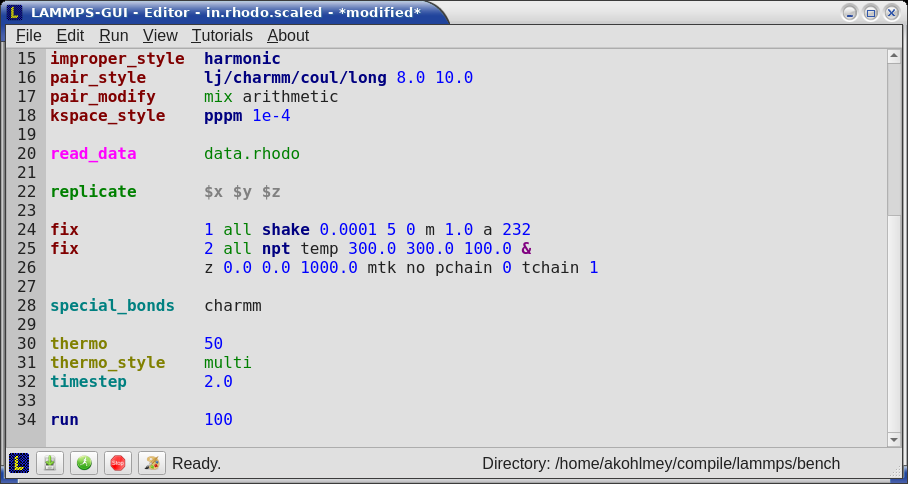 LAMMPS-GUI - Editor - in.rhodo.scaled - *modified*
File Edit Run View Tutorials About
15 improper_style harmonic
16 pair_style lj/charmm/coul/long 8.0 10.0
17 pair_modify mix arithmetic
18 kspace_style pppm 1e-4
19
20 read_data data.rhodo
21
22 replicate $x $y $z
23
24 fix 1 all shake 0.0001 5 0 m 1.0 a 232
25 fix 2 all npt temp 300.0 300.0 100.0 &
26 z 0.0 0.0 1000.0 mtk no pchain 0 tchain 1
27
28 special_bonds charmm
29
30 thermo 50
31 thermo_style multi
32 timestep 2.0
33
34 run 100
L Stop Ready. Directory: /home/akohlmey/compile/lammps/bench